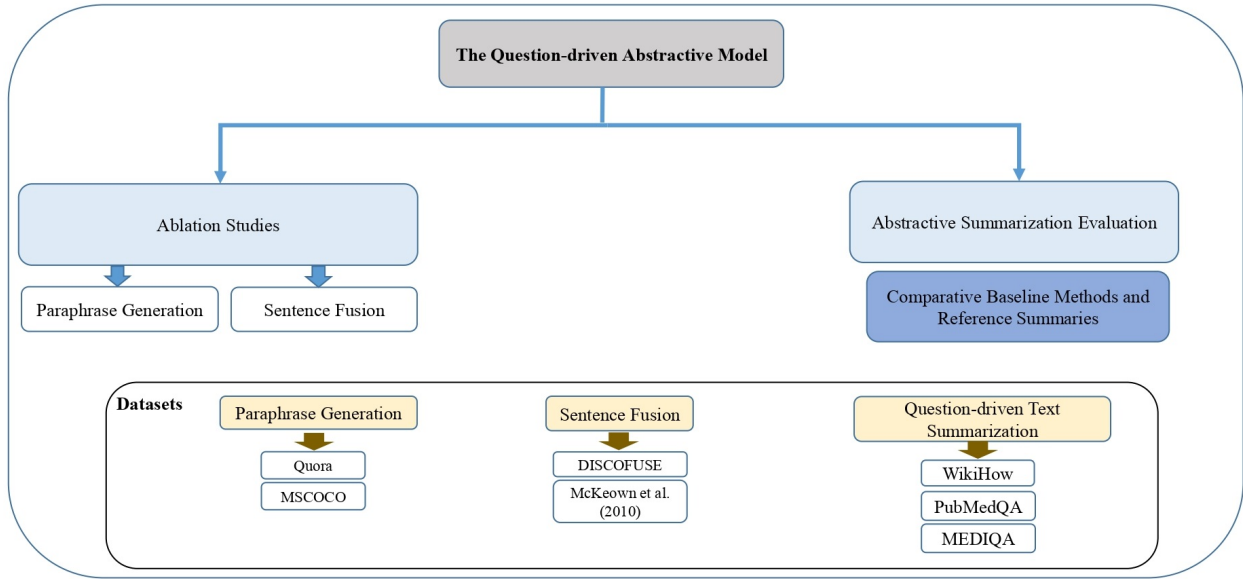 The Question-driven Abstractive Model
Ablation Studies
Abstractive Summarization Evaluation
Paraphrase Generation
Sentence Fusion
Comparative Baseline Methods and
Reference Summaries
Datasets
Paraphrase Generation
Quora
MSCOCO
Sentence Fusion
DISCOFUSE
McKeown et al.
(2010)
Question-driven Text
Summarization
WikiHow
PubMedQA
MEDIQA